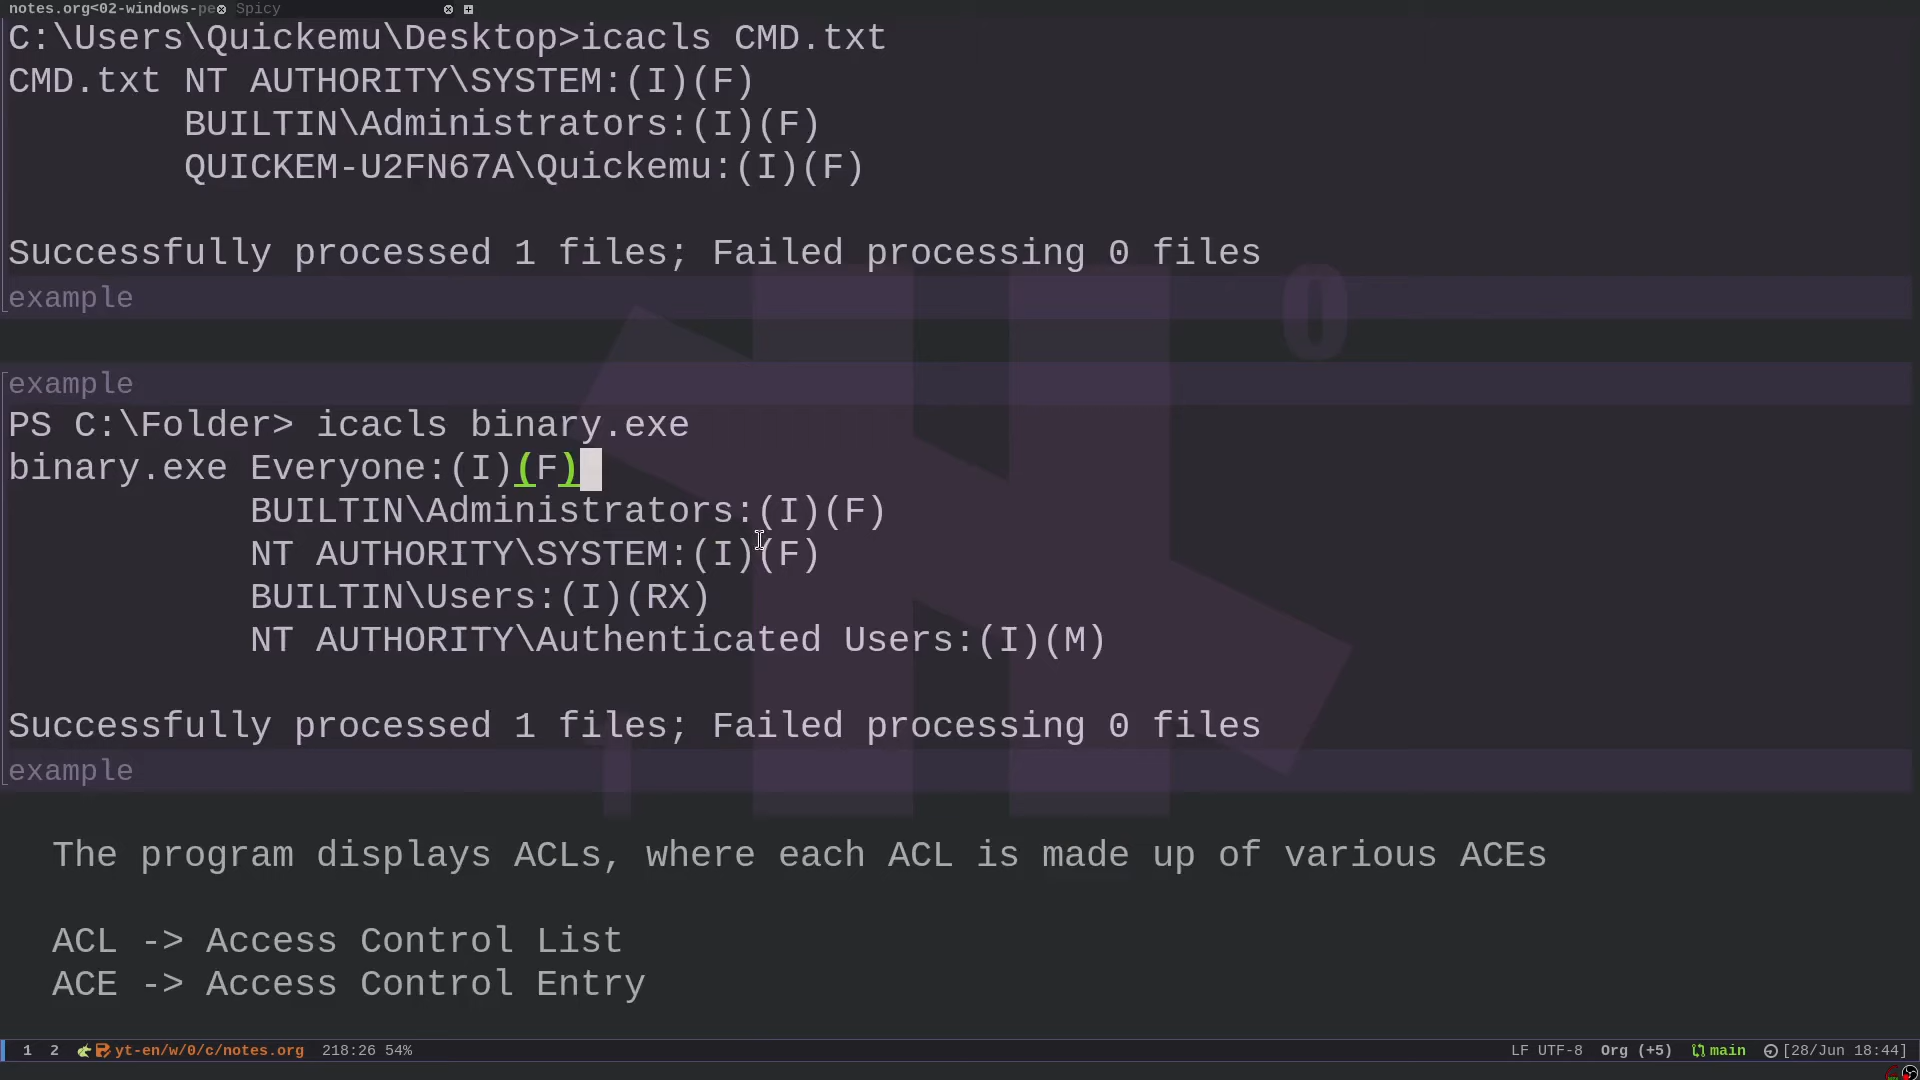 notes.org<02-windows-pe Spicy
C:\Users\Quickemu\Desktop>icacls CMD.txt
CMD.txt NT AUTHORITY\SYSTEM:(I)(F)
BUILTIN\Administrators:(I)(F)
QUICKEM-U2FN67A\Quickemu:(I)(F)
Successfully processed 1 files; Failed processing 0 files
example
example
PS C:\Folder> icacls binary.exe
binary.exe Everyone:(I)(F)
BUILTIN\Administrators:(I)(F)
NT AUTHORITY\SYSTEM:(I)(F)
BUILTIN\Users:(I)(RX)
NT AUTHORITY\Authenticated Users:(I)(M)
Successfully processed 1 files; Failed processing 0 files
example
The program displays ACLs, where each ACL is made up of various ACEs
ACL -> Access Control List
ACE -> Access Control Entry
1 2 yt-en/w/0/c/notes.org 218:26 54% LF UTF-8 Org (+5) main [28/Jun 18:44]